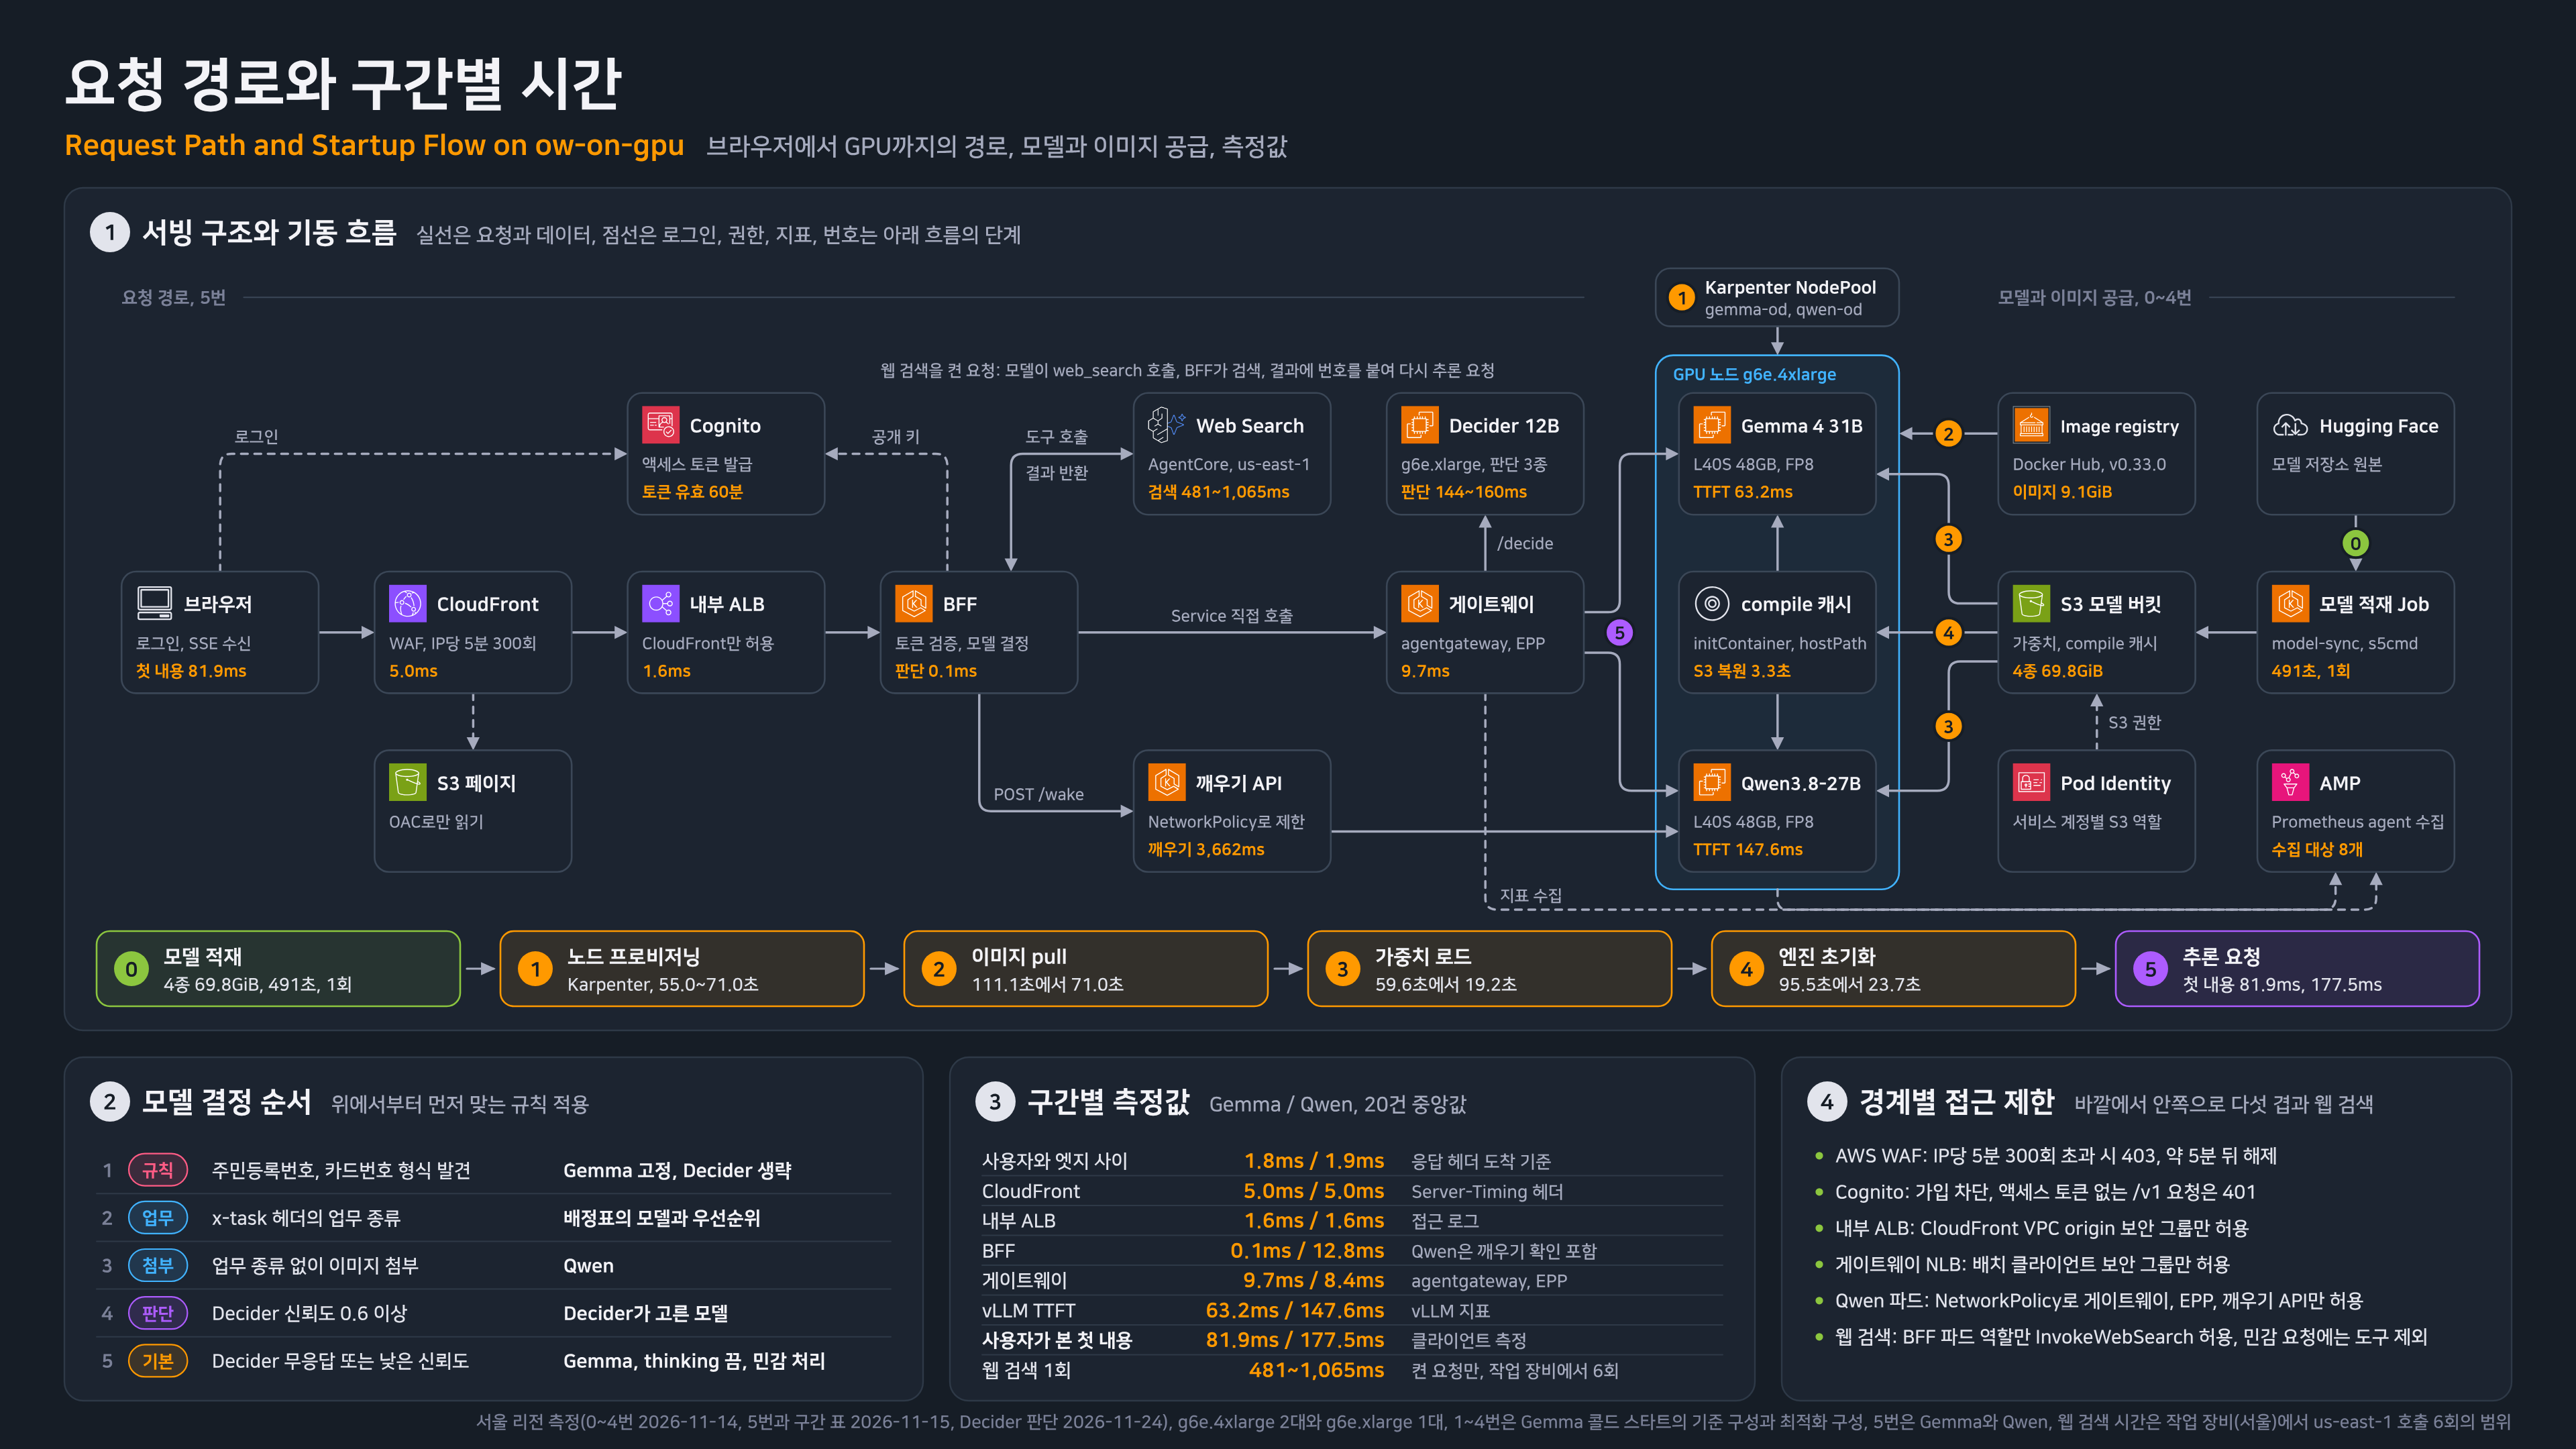 요청 경로와 구간별 시간
Request Path and Startup Flow on ow-on-gpu 브라우저에서 GPU까지의 경로, 모델과 이미지 공급, 측정값
1 서빙 구조와 기동 흐름 실선은 요청과 데이터, 점선은 로그인, 권한, 지표, 번호는 아래 흐름의 단계
요청 경로, 5번
1 Karpenter NodePool
gemma-od, qwen-od
모델과 이미지 공급, 0~4번
웹 검색을 켠 요청: 모델이 web_search 호출, BFF가 검색, 결과에 번호를 붙여 다시 추론 요청
GPU 노드 g6e.4xlarge
로그인
Cognito
액세스 토큰 발급
토큰 유효 60분
공개 키
도구 호출
결과 반환
Web Search
AgentCore, us-east-1
검색 481~1,065ms
Decider 12B
g6e.xlarge, 판단 3종
판단 144~160ms
/decide
Gemma 4 31B
L40S 48GB, FP8
TTFT 63.2ms
2
Image registry
Docker Hub, v0.33.0
이미지 9.1GiB
Hugging Face
모델 저장소 원본
3
0
브라우저
로그인, SSE 수신
첫 내용 81.9ms
CloudFront
WAF, IP당 5분 300회
5.0ms
내부 ALB
CloudFront만 허용
1.6ms
BFF
토큰 검증, 모델 결정
판단 0.1ms
Service 직접 호출
게이트웨이
agentgateway, EPP
9.7ms
5
compile 캐시
initContainer, hostPath
S3 복원 3.3초
4
S3 모델 버킷
가중치, compile 캐시
4종 69.8GiB
모델 적재 Job
model-sync, s5cmd
491초, 1회
3
S3 권한
S3 페이지
OAC로만 읽기
POST /wake
깨우기 API
NetworkPolicy로 제한
깨우기 3,662ms
Qwen3.8-27B
L40S 48GB, FP8
TTFT 147.6ms
Pod Identity
서비스 계정별 S3 역할
AMP
Prometheus agent 수집
수집 대상 8개
지표 수집
0 모델 적재
4종 69.8GiB, 491초, 1회
1 노드 프로비저닝
Karpenter, 55.0~71.0초
2 이미지 pull
111.1초에서 71.0초
3 가중치 로드
59.6초에서 19.2초
4 엔진 초기화
95.5초에서 23.7초
5 추론 요청
첫 내용 81.9ms, 177.5ms
2 모델 결정 순서 위에서부터 먼저 맞는 규칙 적용
1 규칙 주민등록번호, 카드번호 형식 발견 Gemma 고정, Decider 생략
2 업무 x-task 헤더의 업무 종류 배정표의 모델과 우선순위
3 첨부 업무 종류 없이 이미지 첨부 Qwen
4 판단 Decider 신뢰도 0.6 이상 Decider가 고른 모델
5 기본 Decider 무응답 또는 낮은 신뢰도 Gemma, thinking 끔, 민감 처리
3 구간별 측정값 Gemma / Qwen, 20건 중앙값
사용자와 엣지 사이 1.8ms / 1.9ms 응답 헤더 도착 기준
CloudFront 5.0ms / 5.0ms Server-Timing 헤더
내부 ALB 1.6ms / 1.6ms 접근 로그
BFF 0.1ms / 12.8ms Qwen은 깨우기 확인 포함
게이트웨이 9.7ms / 8.4ms agentgateway, EPP
vLLM TTFT 63.2ms / 147.6ms vLLM 지표
사용자가 본 첫 내용 81.9ms / 177.5ms 클라이언트 측정
웹 검색 1회 481~1,065ms 켠 요청만, 작업 장비에서 6회
4 경계별 접근 제한 바깥에서 안쪽으로 다섯 겹과 웹 검색
• AWS WAF: IP당 5분 300회 초과 시 403, 약 5분 뒤 해제
• Cognito: 가입 차단, 액세스 토큰 없는 /v1 요청은 401
• 내부 ALB: CloudFront VPC origin 보안 그룹만 허용
• 게이트웨이 NLB: 배치 클라이언트 보안 그룹만 허용
• Qwen 파드: NetworkPolicy로 게이트웨이, EPP, 깨우기 API만 허용
• 웹 검색: BFF 파드 역할만 InvokeWebSearch 허용, 민감 요청에는 도구 제외
서울 리전 측정(0~4번 2026-11-14, 5번과 구간 표 2026-11-15, Decider 판단 2026-11-24), g6e.4xlarge 2대와 g6e.xlarge 1대, 1~4번은 Gemma 콜드 스타트의 기준 구성과 최적화 구성, 5번은 Gemma와 Qwen, 웹 검색 시간은 작업 장비(서울)에서 us-east-1 호출 6회의 범위